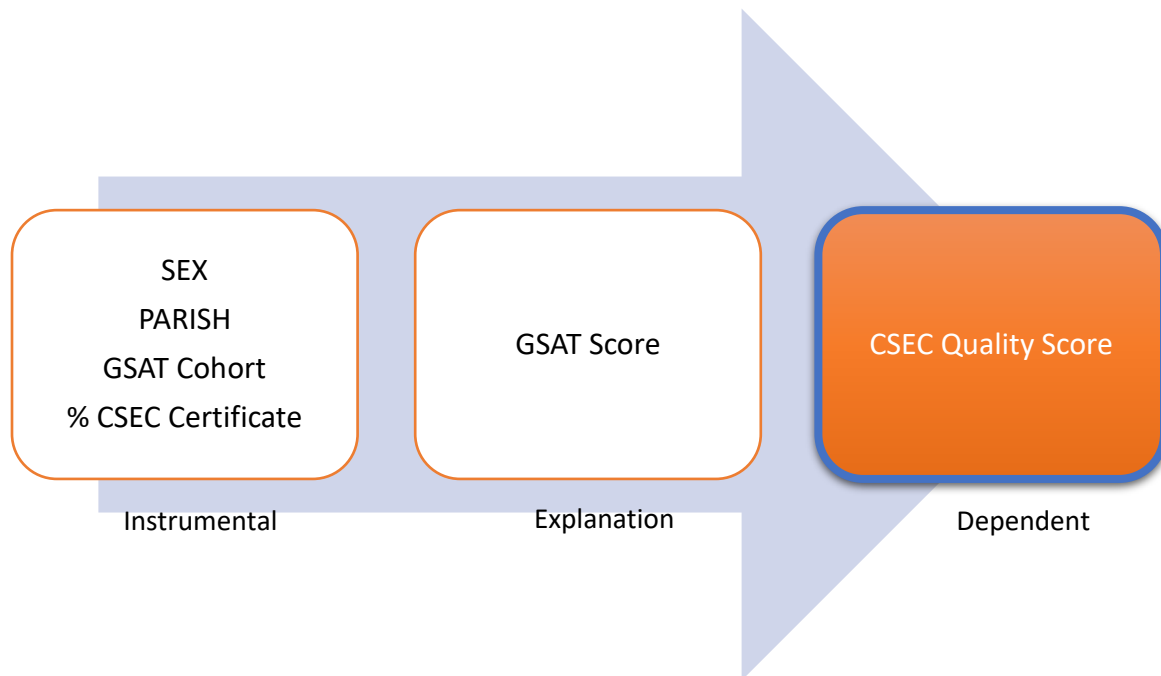 SEX
PARISH
GSAT Cohort
% CSEC Certificate
GSAT Score
CSEC Quality Score
Instrumental
Explanation
Dependent